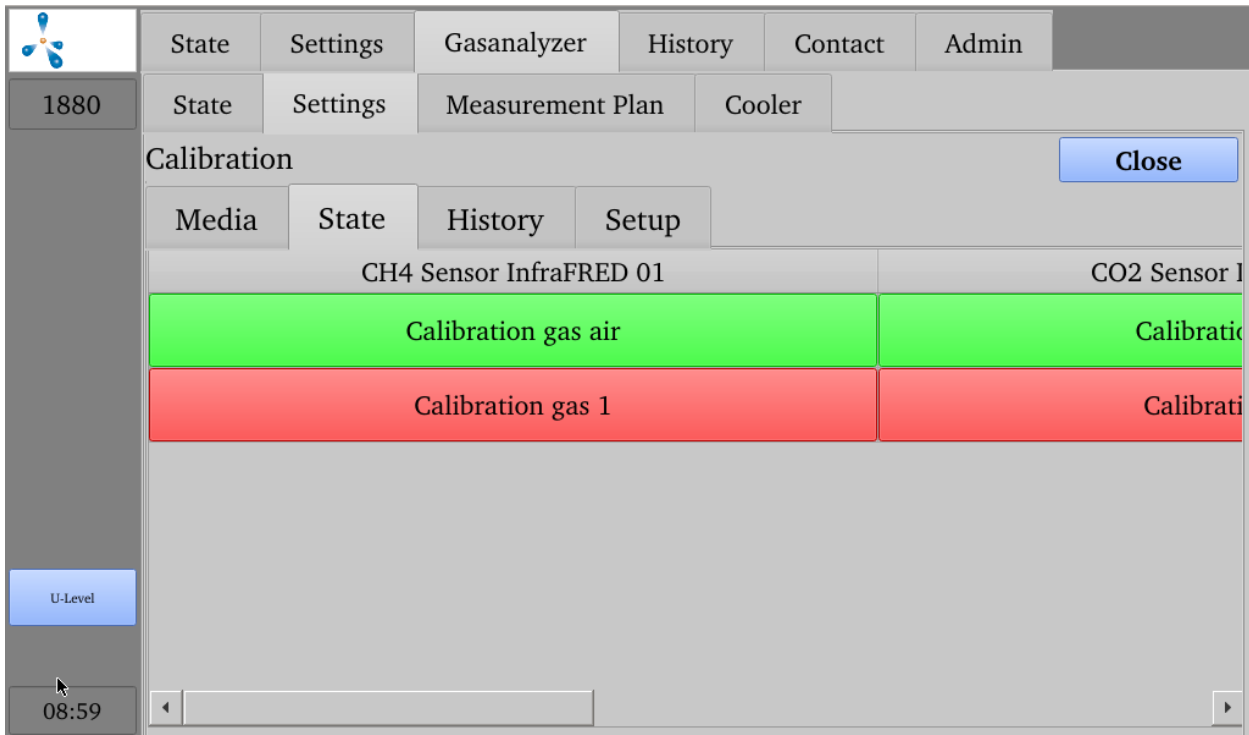 State Settings Gasanalyzer History Contact Admin
1880 State Settings Measurement Plan Cooler
Calibration Close
Media State History Setup
CH4 Sensor InfraFRED 01 CO2 Sensor
Calibration gas air
Calibration gas 1
U-Level
08:59